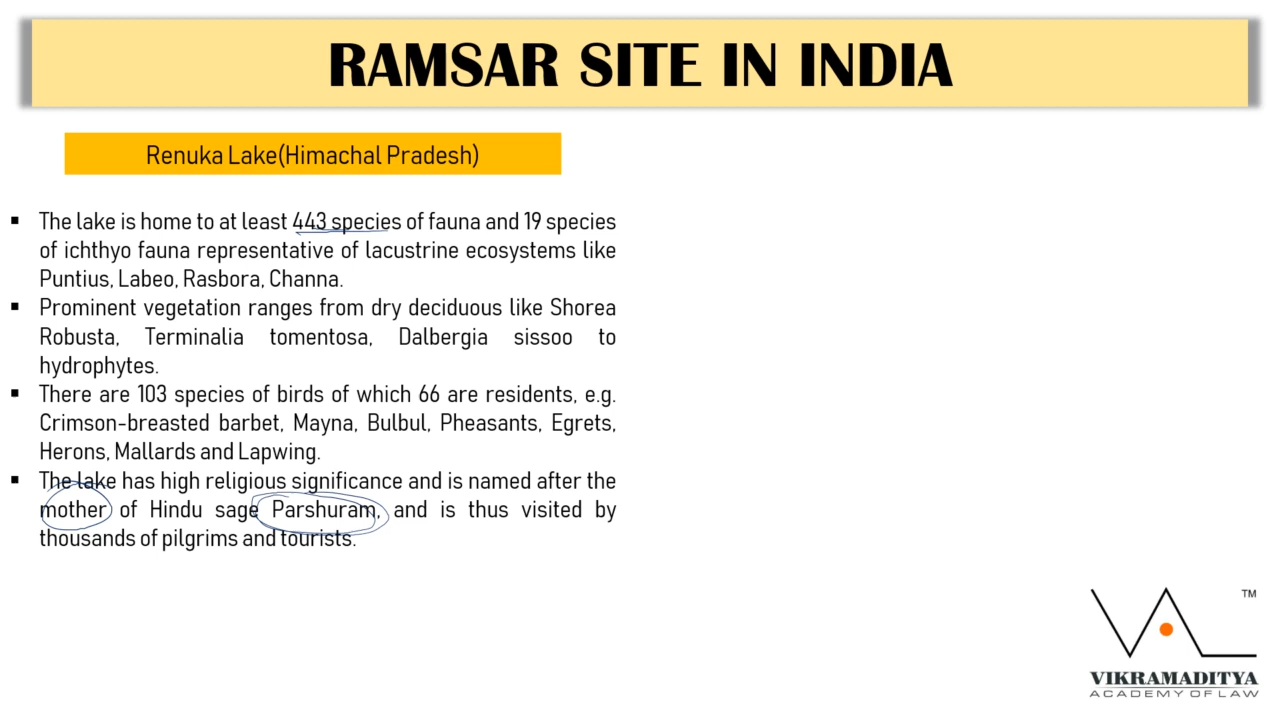 RAMSAR SITE IN INDIA
Renuka Lake(Himachal Pradesh)
▪ The lake is home to at least 443 species of fauna and 19 species
of ichthyo fauna representative of lacustrine ecosystems like
Puntius, Labeo, Rasbora, Channa.
▪ Prominent vegetation ranges from dry deciduous like Shorea
Robusta, Terminalia tomentosa, Dalbergia sissoo to
hydrophytes.
▪ There are 103 species of birds of which 66 are residents, e.g.
Crimson-breasted barbet, Mayna, Bulbul, Pheasants, Egrets,
Herons, Mallards and Lapwing.
▪ The lake has high religious significance and is named after the
mother of Hindu sage Parshuram, and is thus visited by
thousands of pilgrims and tourists.
TM
VIKRAMADITYA
ACADEMY OF LAW